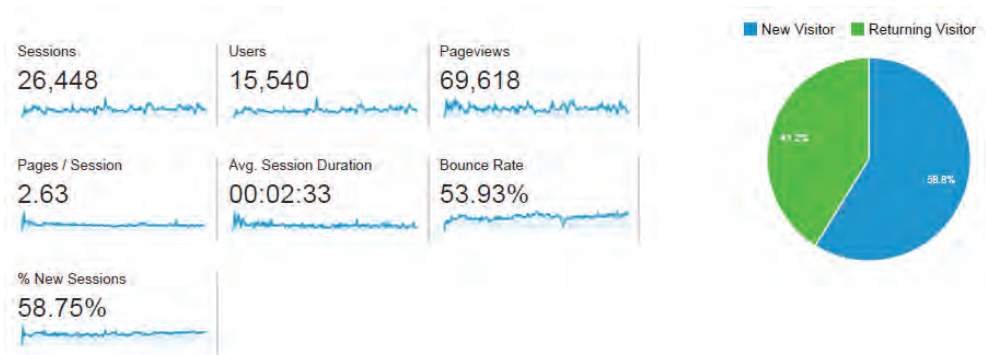 New Visitor Returning Visitor
Sessions Users Pageviews
26,448 15,540 69,618
Pages / Session Avg. Session Duration Bounce Rate
2.63 00:02:33 53.93%
% New Sessions
58.75%
41.2%
58.8%